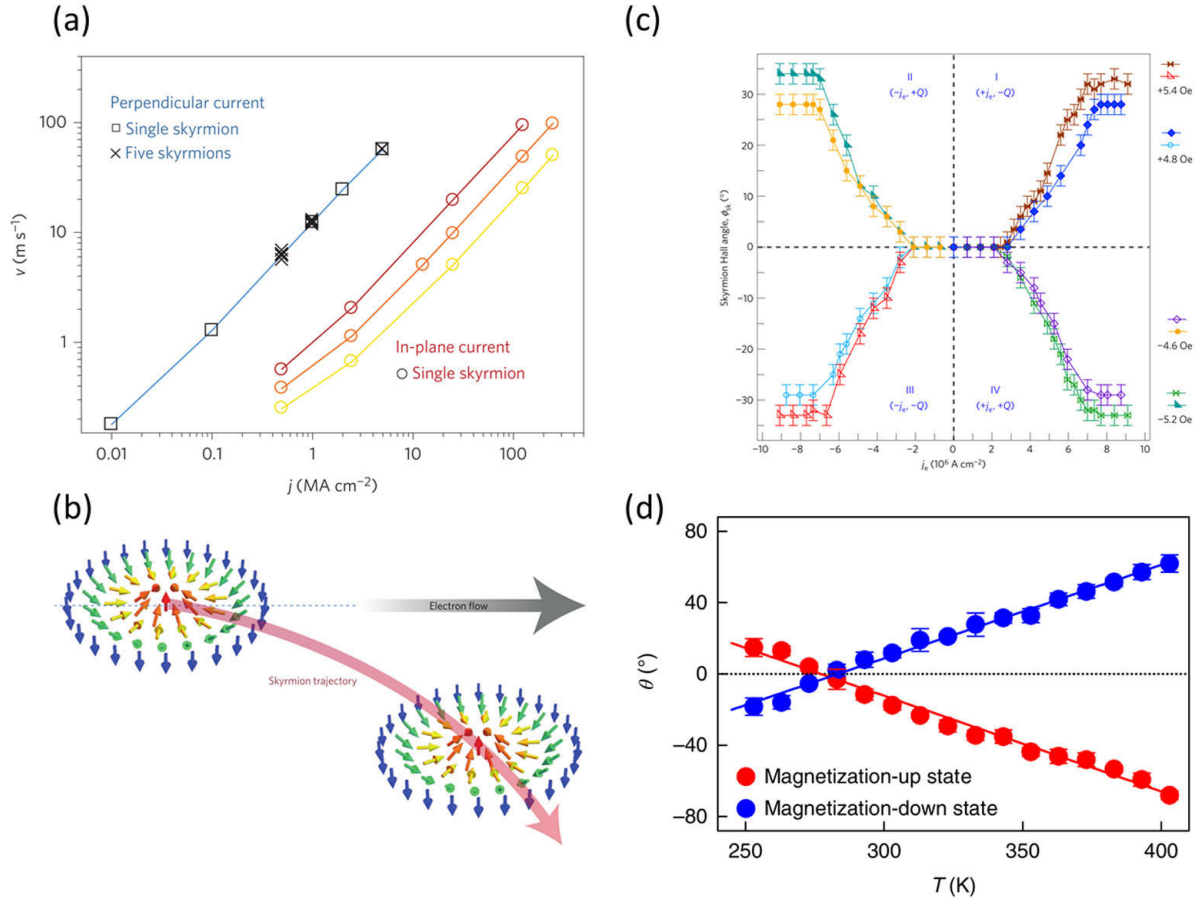 (a)
Perpendicular current
Single skyrmion
Five skyrmions
In-plane current
Single skyrmion
100
10
1
v (m s⁻¹)
0.01 0.1 1 10 100
j (MA cm⁻²)
(b)
Electron flow
Skyrmion trajectory
(c)
II
(−jₑ, +Q)
I
(+jₑ, −Q)
III
(−jₑ, −Q)
IV
(+jₑ, +Q)
30
20
10
0
−10
−20
−30
Skyrmion Hall angle, ϕsk (°)
−10 −8 −6 −4 −2 0 2 4 6 8 10
jₑ (10⁶ A cm⁻²)
+5.4 Oe
+4.8 Oe
−4.6 Oe
−5.2 Oe
(d)
80
40
0
−40
−80
θ (°)
Magnetization-up state
Magnetization-down state
250 300 350 400
T (K)